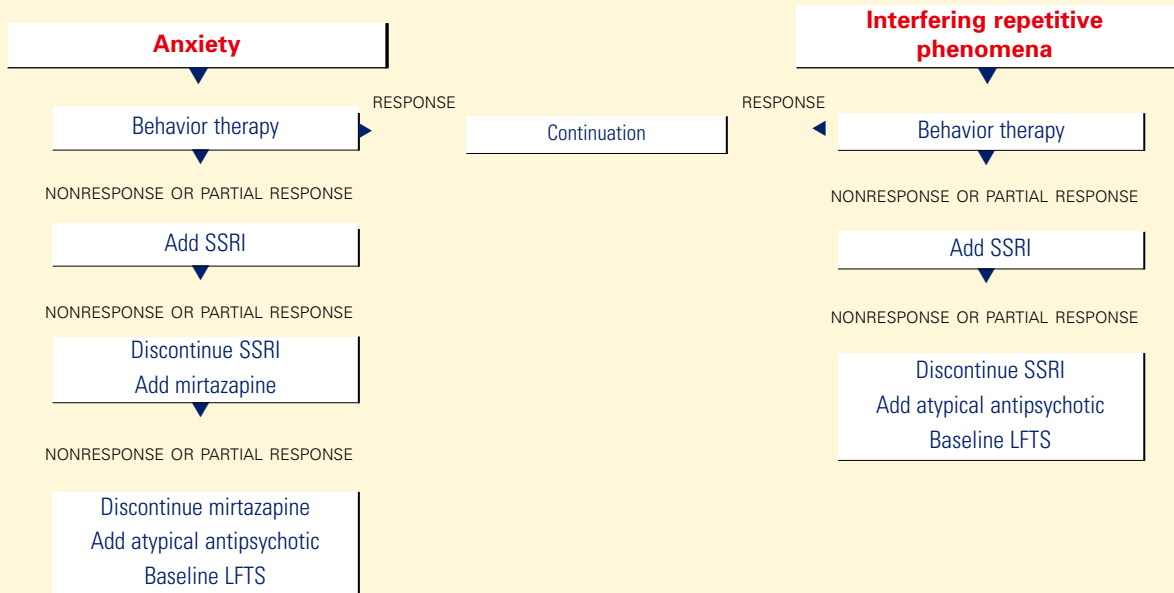 Anxiety
Behavior therapy
RESPONSE
NONRESPONSE OR PARTIAL RESPONSE
Add SSRI
NONRESPONSE OR PARTIAL RESPONSE
Discontinue SSRI
Add mirtazapine
NONRESPONSE OR PARTIAL RESPONSE
Discontinue mirtazapine
Add atypical antipsychotic
Baseline LFTS
Continuation
Interfering repetitive
phenomena
RESPONSE
Behavior therapy
NONRESPONSE OR PARTIAL RESPONSE
Add SSRI
NONRESPONSE OR PARTIAL RESPONSE
Discontinue SSRI
Add atypical antipsychotic
Baseline LFTS